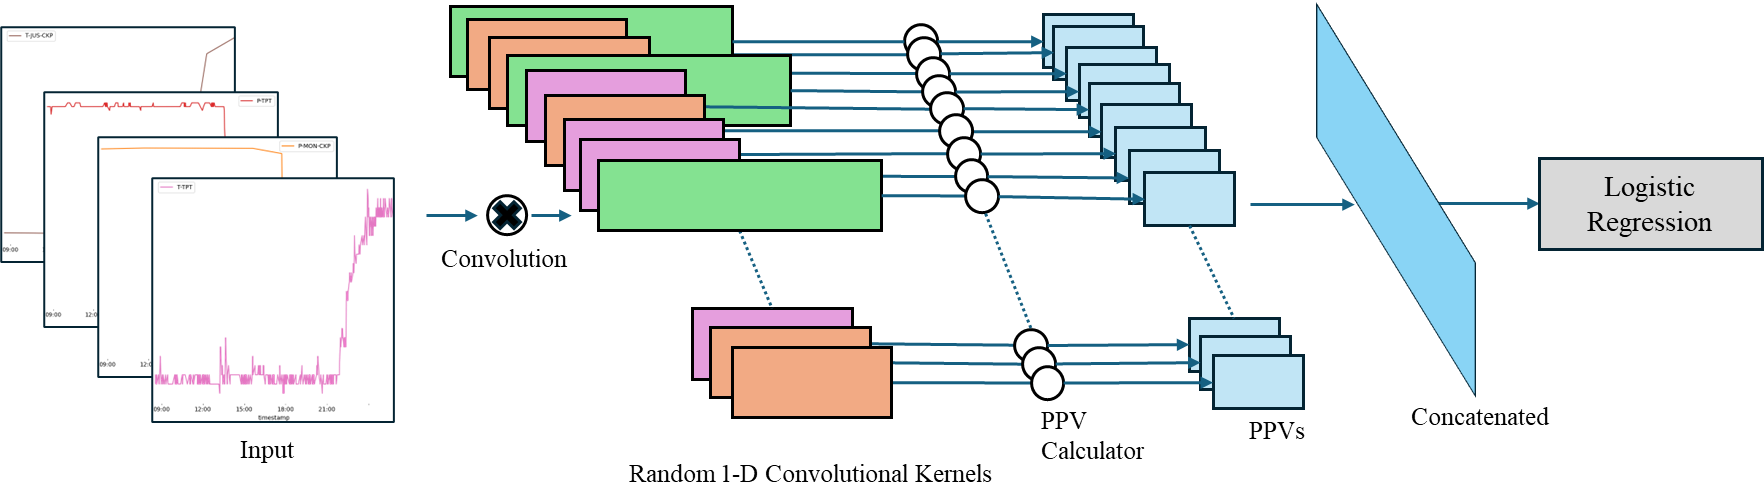 T-JUS-CKP
09:00
P-TPT
09:00
12:0
P-MON-CKP
09:00
12:0
T-TPT
09:00 12:00 15:00 18:00 21:00
timestamp
Input
Convolution
Random 1-D Convolutional Kernels
PPV
Calculator
PPVs
Concatenated
Logistic
Regression